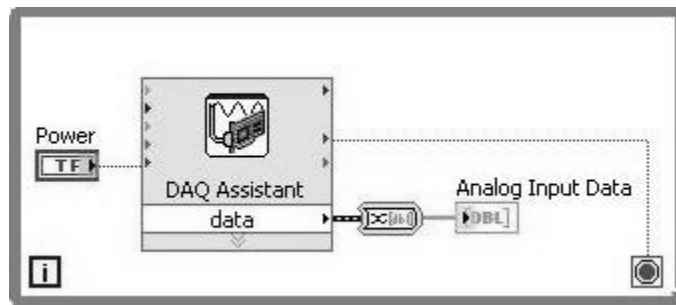 Power
TF
DAQ Assistant
data
Analog Input Data
DBL]
i